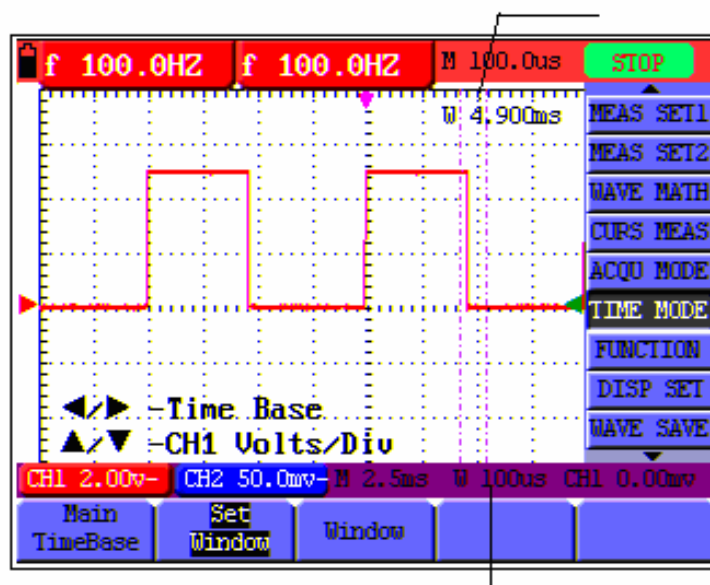 f 100.0HZ f 100.0HZ M 100.0us STOP
W 4.900ms
MEAS SET1
MEAS SET2
WAVE MATH
CURS MEAS
ACQU MODE
TIME MODE
FUNCTION
DISP SET
WAVE SAVE
◀/▶ -Time Base
▲/▼ -CH1 Volts/Div
CH1 2.00v- CH2 50.0mv- M 2.5ms W 100us CH1 0.00mv
Main TimeBase
Set Window
Window